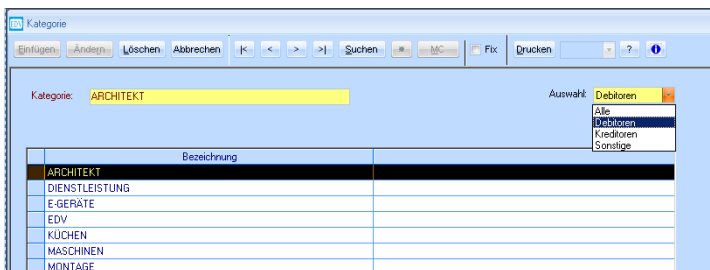 EDV Kategorie
Einfügen Ändern Löschen Abbrechen |< < > >| Suchen * MC Fix Drucken ?
Kategorie: ARCHITEKT Auswahl: Debitoren
Alle
Debitoren
Kreditoren
Sonstige
Bezeichnung
ARCHITEKT
DIENSTLEISTUNG
E-GERÄTE
EDV
KÜCHEN
MASCHINEN
MONTAGE